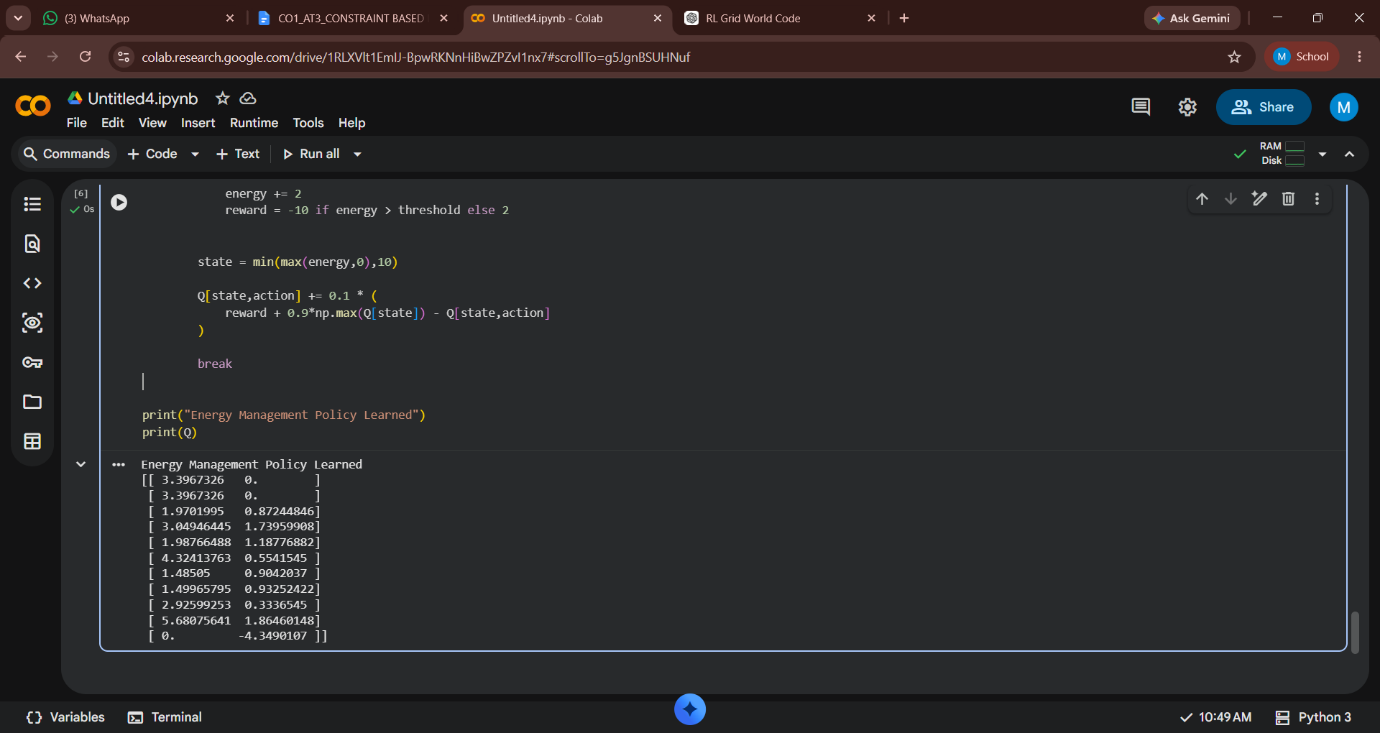 (3) WhatsApp
CO1_AT3_CONSTRAINT BASED
Untitled4.ipynb - Colab
RL Grid World Code
Ask Gemini
colab.research.google.com/drive/1RLXVlt1EmIJ-BpwRKNnHiBwZPZvI1nx7#scrollTo=g5JgnBSUHNuf
M School
Untitled4.ipynb
File Edit View Insert Runtime Tools Help
Share
M
Commands + Code + Text Run all
RAM
Disk
[6]
0s
energy += 2
reward = -10 if energy > threshold else 2
state = min(max(energy,0),10)
Q[state,action] += 0.1 * (
reward + 0.9*np.max(Q[state]) - Q[state,action]
)
break
print("Energy Management Policy Learned")
print(Q)
Energy Management Policy Learned
[[ 3.3967326   0.        ]
[ 3.3967326   0.        ]
[ 1.9701995   0.87244846]
[ 3.04946445  1.73959908]
[ 1.98766488  1.18776882]
[ 4.32413763  0.5541545 ]
[ 1.48505     0.9042037 ]
[ 1.49965795  0.93252422]
[ 2.92599253  0.3336545 ]
[ 5.68075641  1.86460148]
[ 0.         -4.3490107 ]]
{} Variables Terminal
10:49 AM Python 3